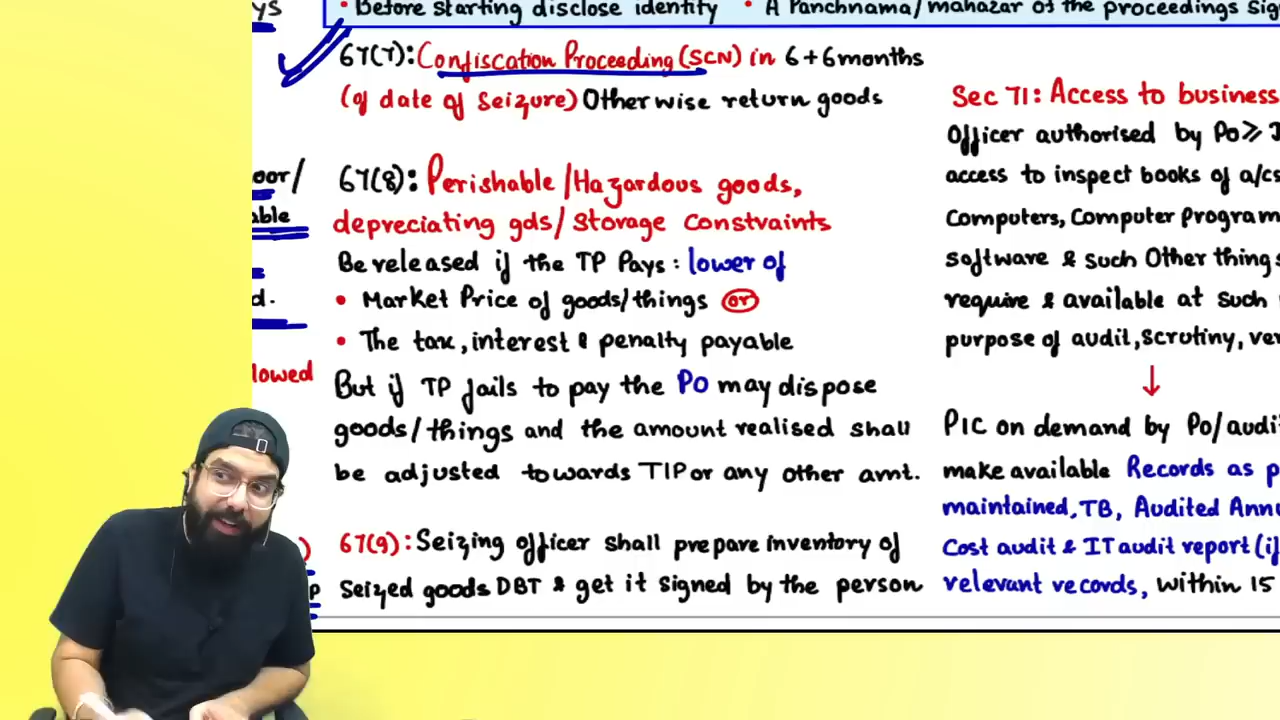 ys
• Before starting disclose identity • A Panchnama/mahazar of the proceedings sig
67(7): Confiscation Proceeding (SCN) in 6+6months
(of date of seizure) Otherwise return goods
oor/
able
d.
lowed
67(8): Perishable/Hazardous goods,
depreciating gds/ Storage Constraints
Be released if the TP Pays: lower of
• Market Price of goods/things or
• The tax, interest & penalty payable
But if TP fails to pay the PO may dispose
goods/things and the amount realised shall
be adjusted towards TIP or any other amt.
)
p
67(9): Seizing officer shall prepare inventory of
Seized goods DBT & get it signed by the person
Sec 71: Access to business
Officer authorised by Po≥J
access to inspect books of a/cs
Computers, Computer Program
software & such Other things
require & available at such
purpose of audit, scrutiny, ver
↓
PIC on demand by Po/audi
make available Records as p
maintained, TB, Audited Annu
Cost audit & IT audit report (if
relevant records, within 15